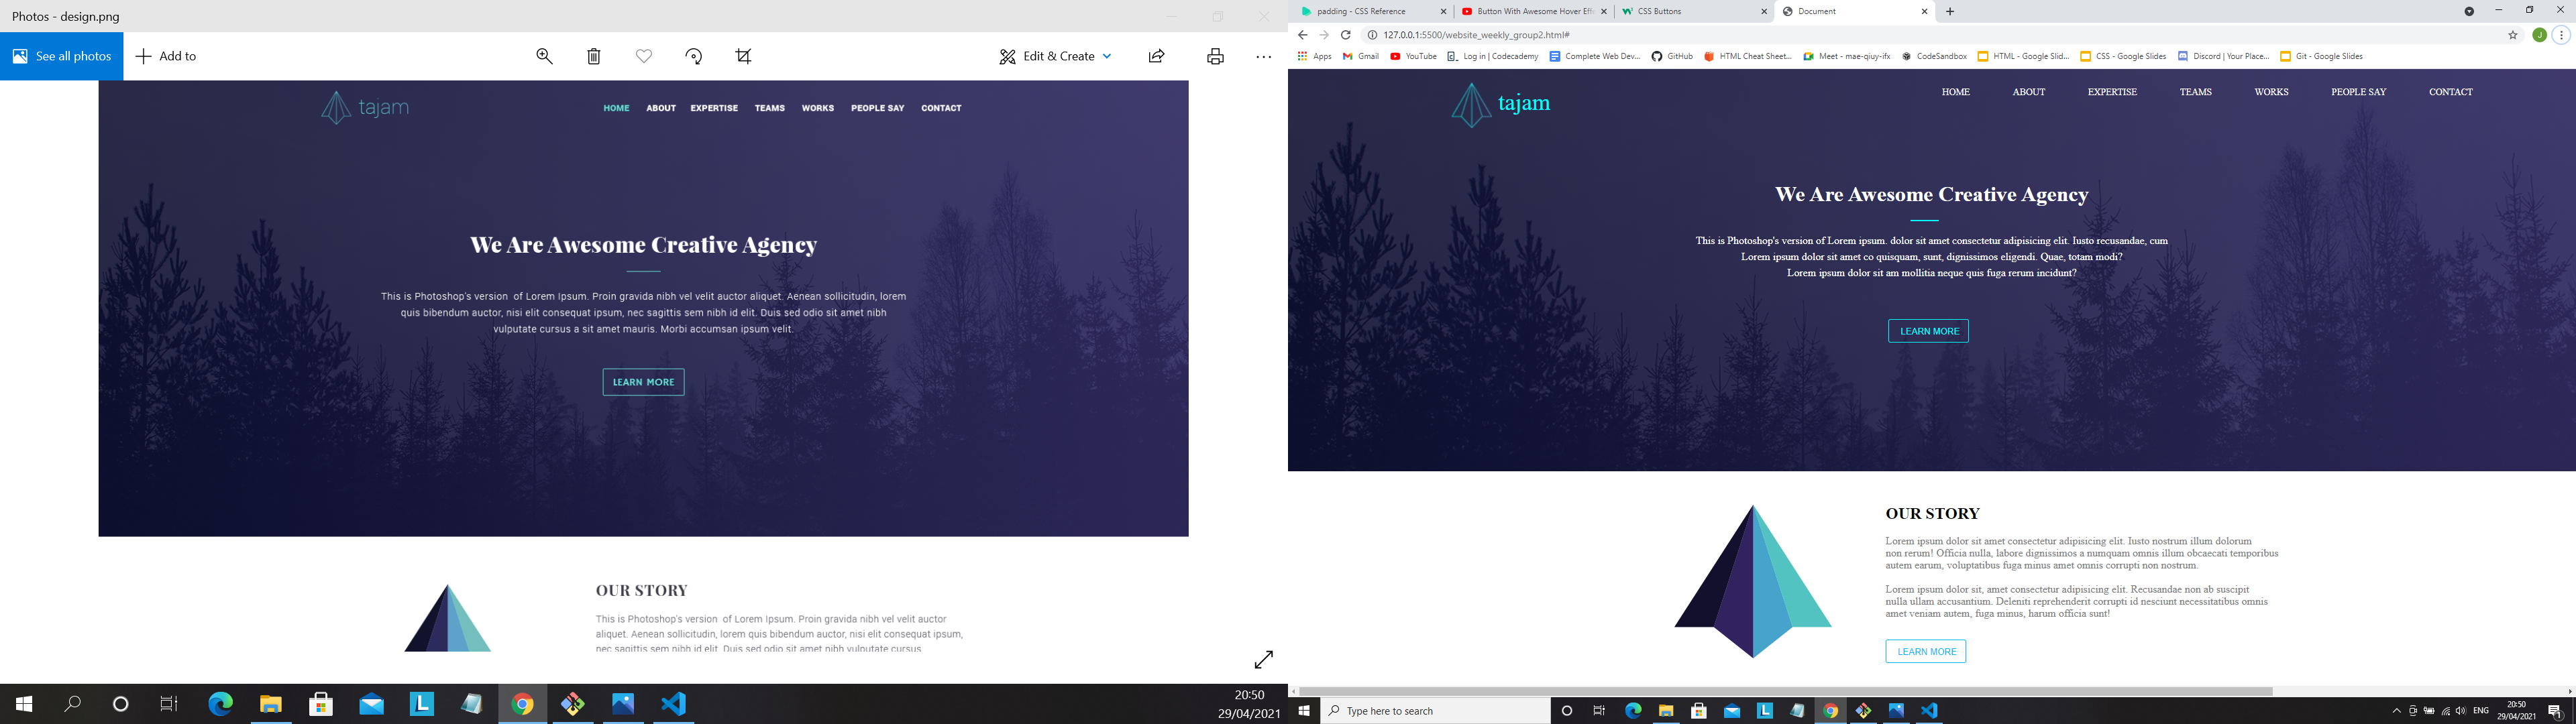 Photos - design.png
See all photos
Add to
Edit & Create
tajam
HOME ABOUT EXPERTISE TEAMS WORKS PEOPLE SAY CONTACT
We Are Awesome Creative Agency
This is Photoshop's version of Lorem Ipsum. Proin gravida nibh vel velit auctor aliquet. Aenean sollicitudin, lorem
quis bibendum auctor, nisi elit consequat ipsum, nec sagittis sem nibh id elit. Duis sed odio sit amet nibh
vulputate cursus a sit amet mauris. Morbi accumsan ipsum velit.
LEARN MORE
OUR STORY
This is Photoshop's version of Lorem Ipsum. Proin gravida nibh vel velit auctor
aliquet. Aenean sollicitudin, lorem quis bibendum auctor, nisi elit consequat ipsum,
nec sagittis sem nibh id elit. Duis sed odio sit amet nibh vulputate cursus
20:50
29/04/2021
padding - CSS Reference
Button With Awesome Hover Effe
CSS Buttons
Document
127.0.0.1:5500/website_weekly_group2.html#
J
Apps Gmail YouTube Log in | Codecademy Complete Web Dev... GitHub HTML Cheat Sheet... Meet - mae-qiuy-ifx CodeSandbox HTML - Google Slid... CSS - Google Slides Discord | Your Place... Git - Google Slides
tajam
HOME ABOUT EXPERTISE TEAMS WORKS PEOPLE SAY CONTACT
We Are Awesome Creative Agency
This is Photoshop's version of Lorem ipsum. dolor sit amet consectetur adipisicing elit. Iusto recusandae, cum
Lorem ipsum dolor sit amet co quisquam, sunt, dignissimos eligendi. Quae, totam modi?
Lorem ipsum dolor sit am mollitia neque quis fuga rerum incidunt?
LEARN MORE
OUR STORY
Lorem ipsum dolor sit amet consectetur adipisicing elit. Iusto nostrum illum dolorum
non rerum! Officia nulla, labore dignissimos a numquam omnis illum obcaecati temporibus
autem earum, voluptatibus fuga minus amet omnis corrupti non nostrum.
Lorem ipsum dolor sit, amet consectetur adipisicing elit. Recusandae non ab suscipit
nulla ullam accusantium. Deleniti reprehenderit corrupti id nesciunt necessitatibus omnis
amet veniam autem, fuga minus, harum officia sunt!
LEARN MORE
Type here to search
ENG
20:50
29/04/2021